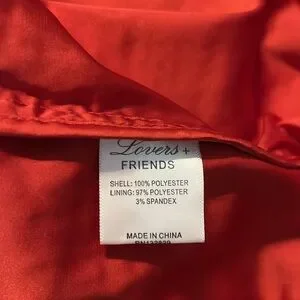 Lovers +
FRIENDS
SHELL: 100% POLYESTER
LINING: 97% POLYESTER
3% SPANDEX
MADE IN CHINA